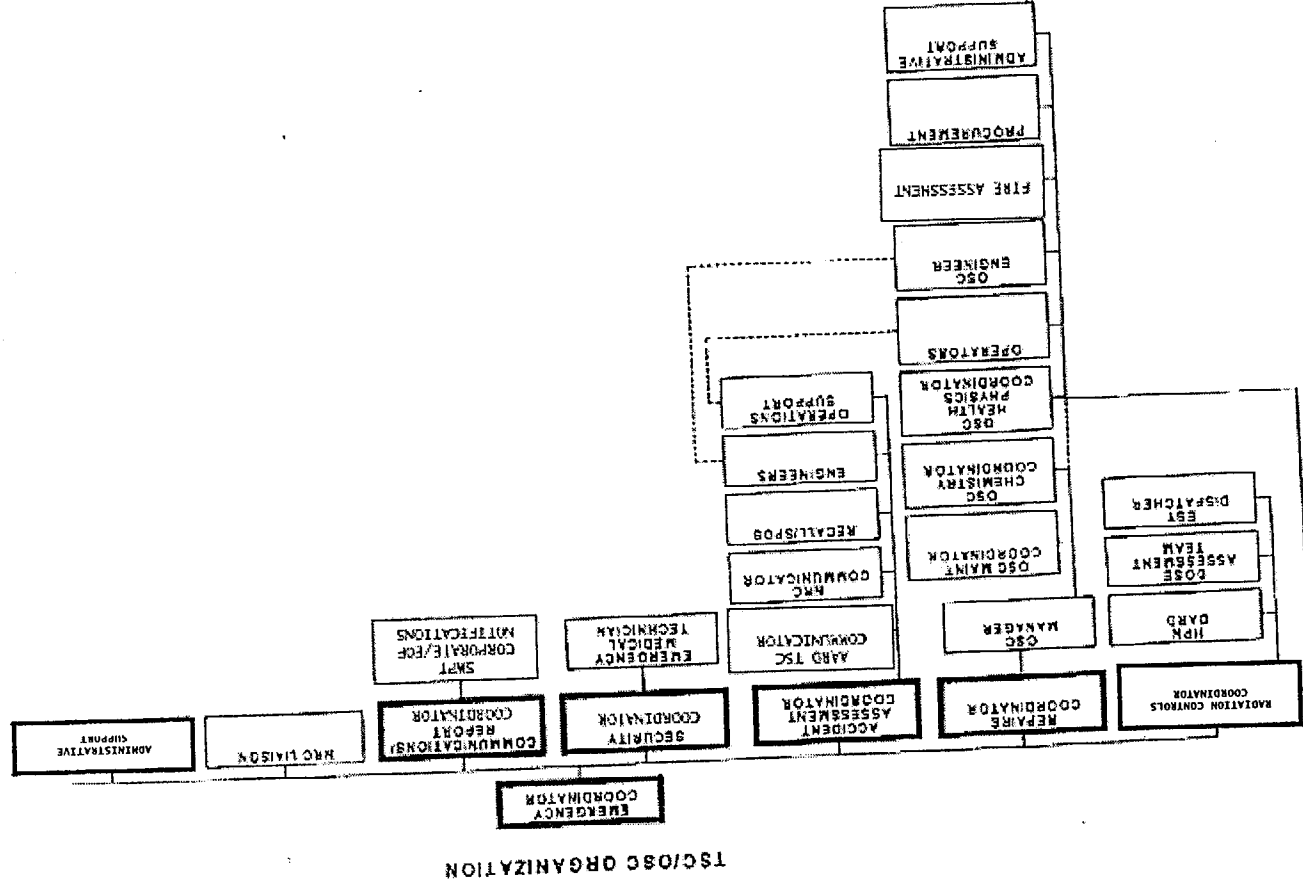 TSC/OSC ORGANIZATION
EMERGENCY
COORDINATOR
RADIATION CONTROLS
COORDINATOR
REPAIRS
COORDINATOR
ACCIDENT
ASSESSMENT
COORDINATOR
SECURITY
COORDINATOR
COMMUNICATIONS/
REPORT
COORDINATOR
NRC LIAISON
ADMINISTRATIVE
SUPPORT
HPN
DARD
DOSE
ASSESSMENT
TEAM
EST
DISPATCHER
OSC
MANAGER
OSC MAINT
COORDINATOR
OSC
CHEMISTRY
COORDINATOR
OSC
HEALTH
PHYSICS
COORDINATOR
OPERATORS
OSC
ENGINEER
FIRE ASSESSMENT
PROCUREMENT
ADMINISTRATIVE
SUPPORT
AARD TSC
COMMUNICATOR
NRC
COMMUNICATOR
RECALL/SPDS
ENGINEERS
OPERATIONS
SUPPORT
EMERGENCY
MEDICAL
TECHNICIAN
CORPORATE/EOF
NOTIFICATIONS